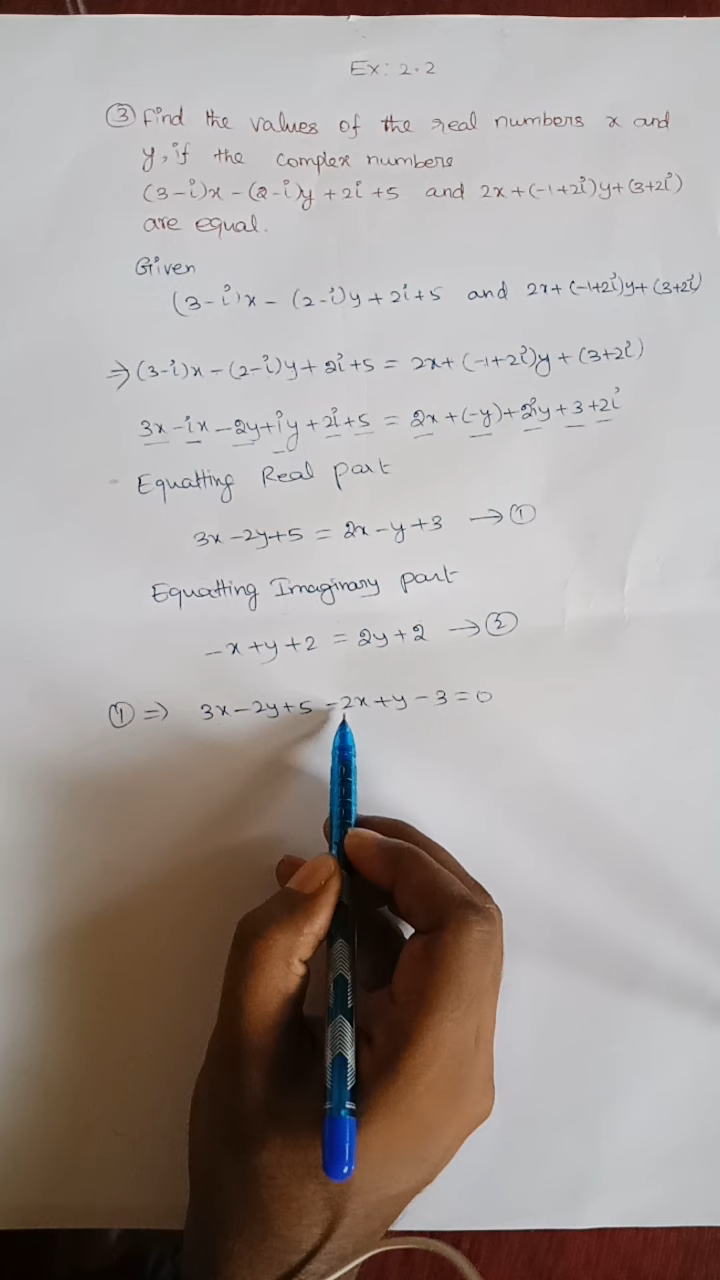 Ex: 2.2
③ Find the values of the real numbers x and
y, if the complex numbers
(3-i)x - (2-i)y + 2i + 5 and 2x + (-1+2i)y + (3+2i)
are equal.
Given
(3-i)x - (2-i)y + 2i + 5 and 2x + (-1+2i)y + (3+2i)
⇒ (3-i)x - (2-i)y + 2i + 5 = 2x + (-1+2i)y + (3+2i)
3x - ix - 2y + iy + 2i + 5 = 2x + (-y) + 2iy + 3 + 2i
Equatting Real part
3x - 2y + 5 = 2x - y + 3 → ①
Equatting Imaginary part
-x + y + 2 = 2y + 2 → ②
① ⇒ 3x - 2y + 5 - 2x + y - 3 = 0